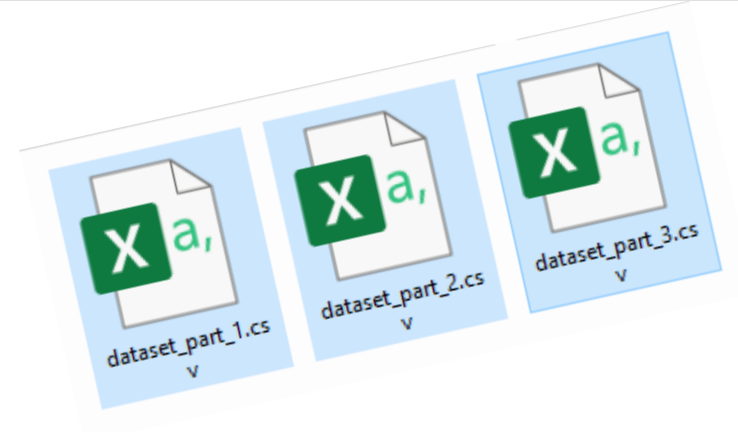 X a,
dataset_part_1.cs
v
X a,
dataset_part_2.cs
v
X a,
dataset_part_3.cs
v